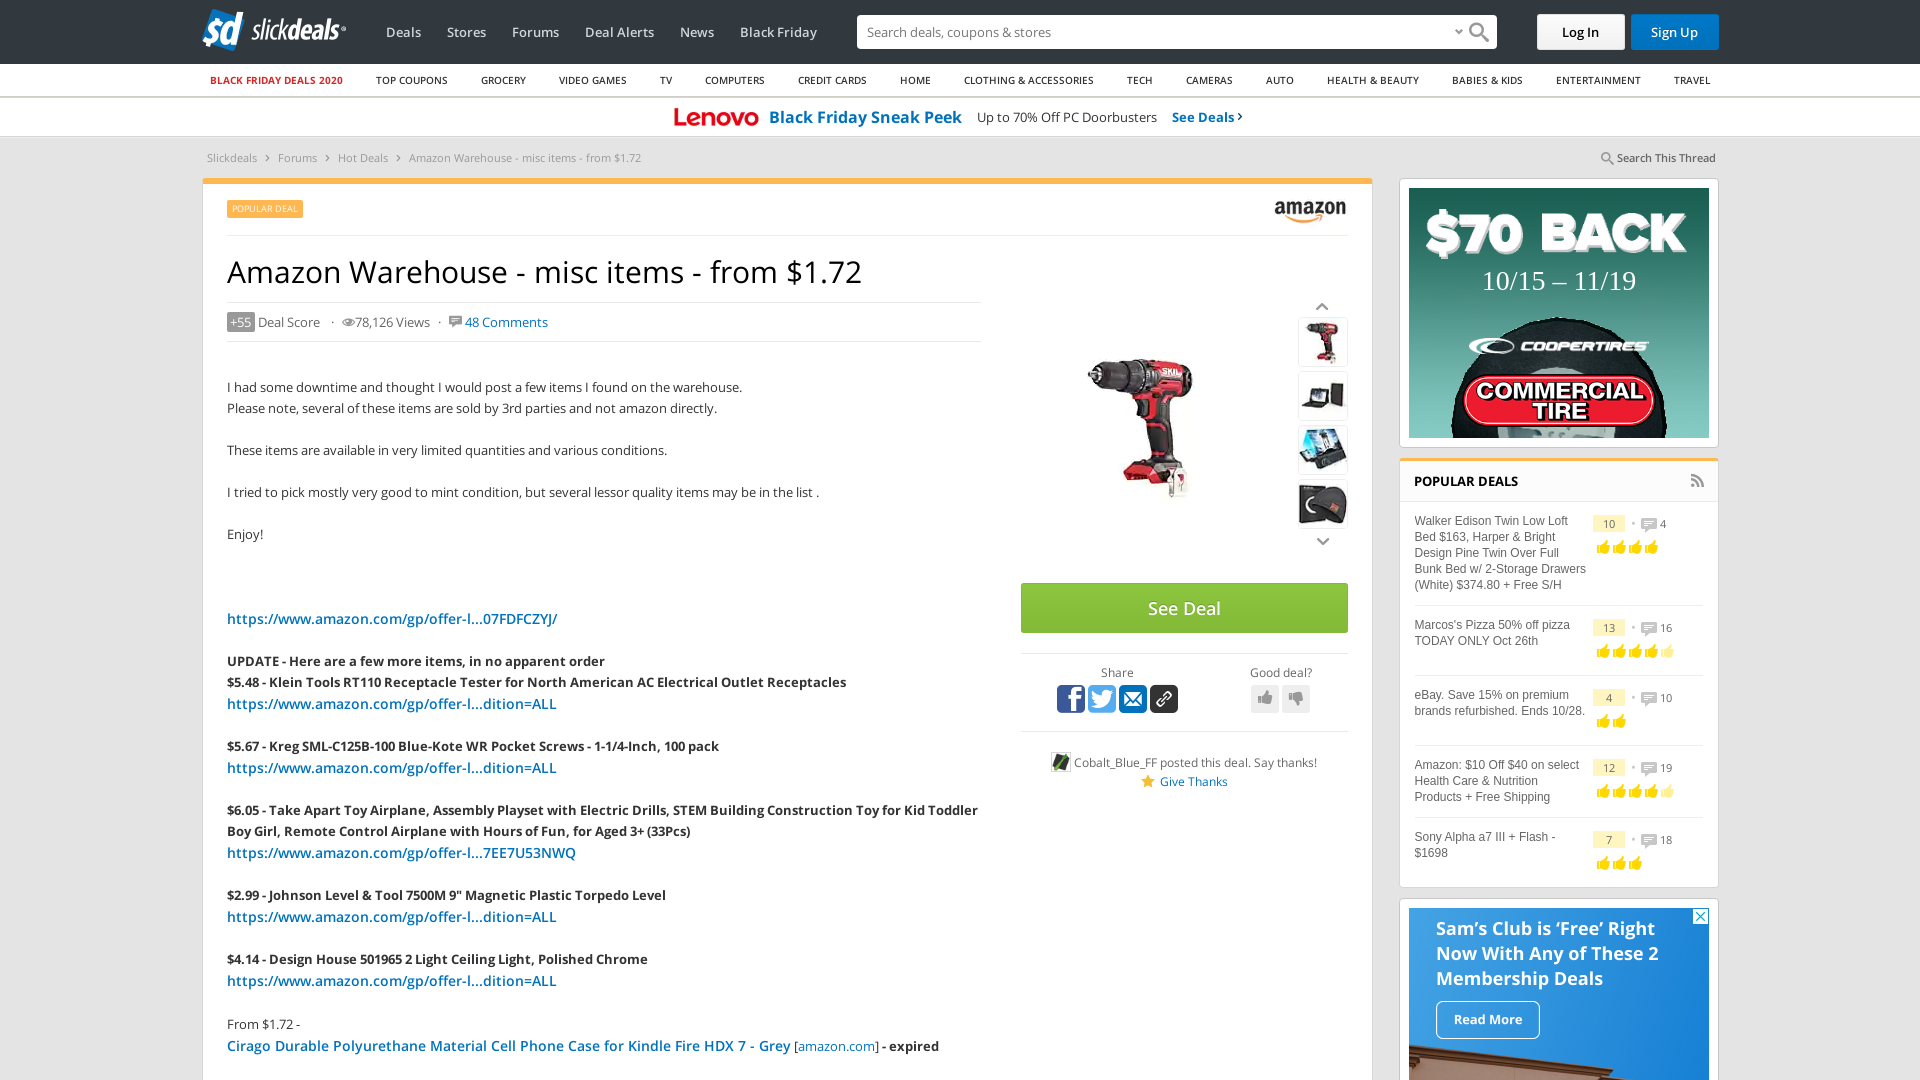 slickdeals
Deals
Stores
Forums
Deal Alerts
News
Black Friday
Search deals, coupons & stores
Log In
Sign Up
BLACK FRIDAY DEALS 2020
TOP COUPONS
GROCERY
VIDEO GAMES
TV
COMPUTERS
CREDIT CARDS
HOME
CLOTHING & ACCESSORIES
TECH
CAMERAS
AUTO
HEALTH & BEAUTY
BABIES & KIDS
ENTERTAINMENT
TRAVEL
Lenovo Black Friday Sneak Peek Up to 70% Off PC Doorbusters See Deals ›
Slickdeals › Forums › Hot Deals › Amazon Warehouse - misc items - from $1.72
Search This Thread
POPULAR DEAL
amazon
Amazon Warehouse - misc items - from $1.72
+55 Deal Score · 78,126 Views · 48 Comments
I had some downtime and thought I would post a few items I found on the warehouse.
Please note, several of these items are sold by 3rd parties and not amazon directly.
These items are available in very limited quantities and various conditions.
I tried to pick mostly very good to mint condition, but several lessor quality items may be in the list .
Enjoy!
https://www.amazon.com/gp/offer-l...07FDFCZYJ/
UPDATE - Here are a few more items, in no apparent order
$5.48 - Klein Tools RT110 Receptacle Tester for North American AC Electrical Outlet Receptacles
https://www.amazon.com/gp/offer-l...dition=ALL
$5.67 - Kreg SML-C125B-100 Blue-Kote WR Pocket Screws - 1-1/4-Inch, 100 pack
https://www.amazon.com/gp/offer-l...dition=ALL
$6.05 - Take Apart Toy Airplane, Assembly Playset with Electric Drills, STEM Building Construction Toy for Kid Toddler
Boy Girl, Remote Control Airplane with Hours of Fun, for Aged 3+ (33Pcs)
https://www.amazon.com/gp/offer-l...7EE7U53NWQ
$2.99 - Johnson Level & Tool 7500M 9" Magnetic Plastic Torpedo Level
https://www.amazon.com/gp/offer-l...dition=ALL
$4.14 - Design House 501965 2 Light Ceiling Light, Polished Chrome
https://www.amazon.com/gp/offer-l...dition=ALL
From $1.72 -
Cirago Durable Polyurethane Material Cell Phone Case for Kindle Fire HDX 7 - Grey [amazon.com] - expired
SKIL
See Deal
Share
Good deal?
Cobalt_Blue_FF posted this deal. Say thanks!
Give Thanks
$70 BACK
10/15 – 11/19
COOPERTIRES
COMMERCIAL
TIRE
POPULAR DEALS
Walker Edison Twin Low Loft
Bed $163, Harper & Bright
Design Pine Twin Over Full
Bunk Bed w/ 2-Storage Drawers
(White) $374.80 + Free S/H
10 • 4
Marcos's Pizza 50% off pizza
TODAY ONLY Oct 26th
13 • 16
eBay. Save 15% on premium
brands refurbished. Ends 10/28.
4 • 10
Amazon: $10 Off $40 on select
Health Care & Nutrition
Products + Free Shipping
12 • 19
Sony Alpha a7 III + Flash -
$1698
7 • 18
Sam's Club is ‘Free’ Right
Now With Any of These 2
Membership Deals
Read More